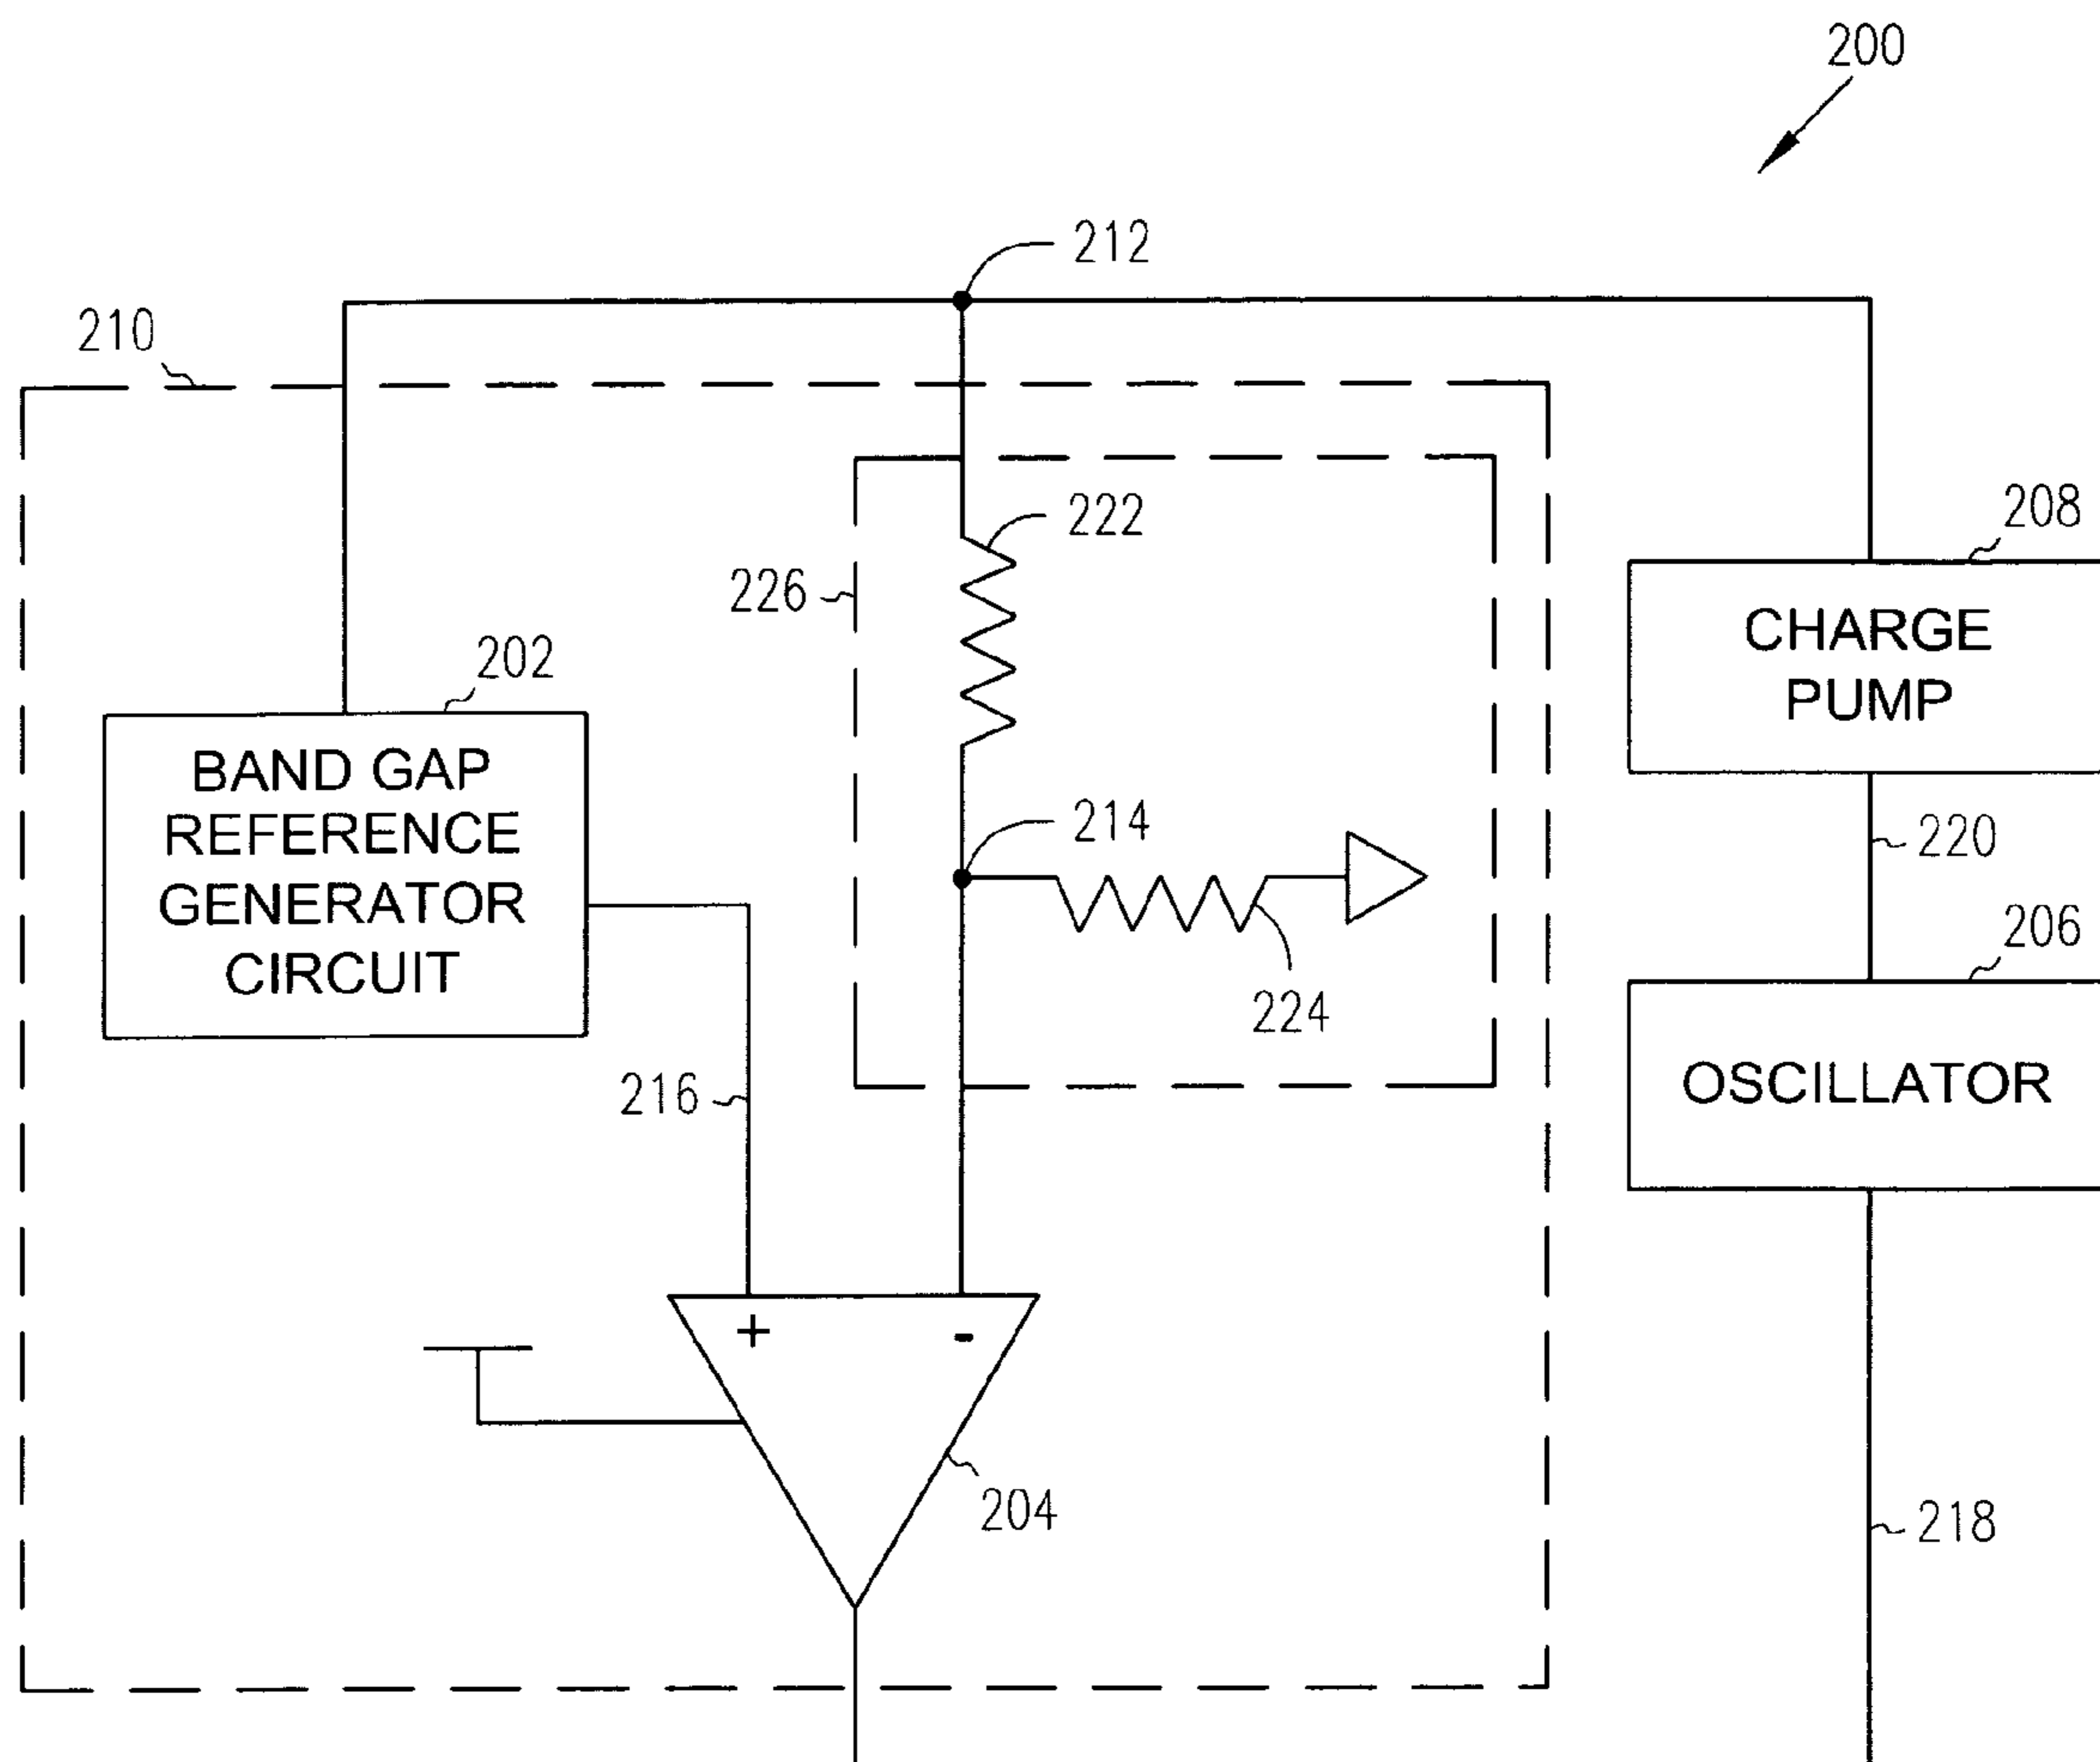 200
212
210
222
208
226
CHARGE
PUMP
202
BAND GAP
REFERENCE
GENERATOR
CIRCUIT
214
220
206
224
216
OSCILLATOR
+ -
204
218